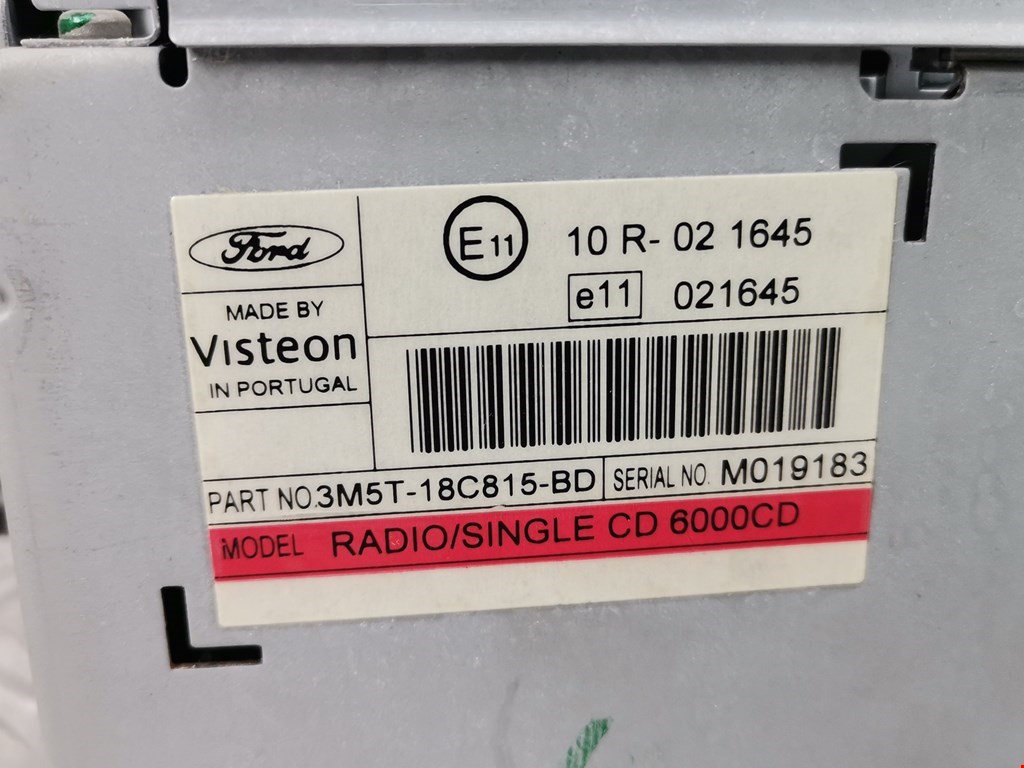 Ford
MADE BY
Visteon
IN PORTUGAL
E11
10 R- 02 1645
e11 021645
PART NO. 3M5T-18C815-BD SERIAL NO. M019183
MODEL RADIO/SINGLE CD 6000CD